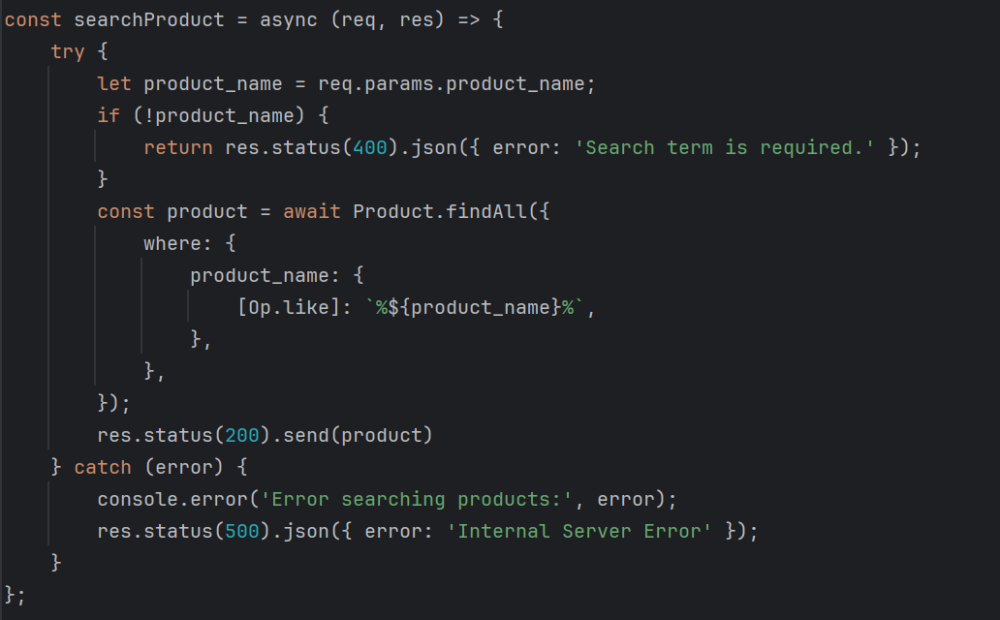 const searchProduct = async (req, res) => {
    try {
        let product_name = req.params.product_name;
        if (!product_name) {
            return res.status(400).json({ error: 'Search term is required.' });
        }
        const product = await Product.findAll({
            where: {
                product_name: {
                    [Op.like]: `%${product_name}%`,
                },
            },
        });
        res.status(200).send(product)
    } catch (error) {
        console.error('Error searching products:', error);
        res.status(500).json({ error: 'Internal Server Error' });
    }
};